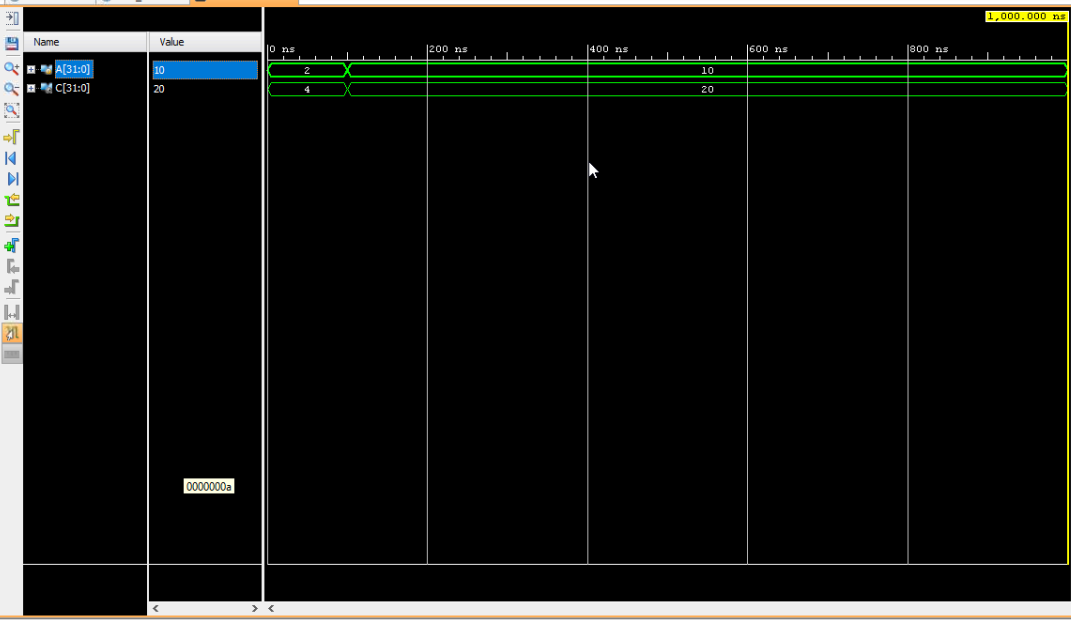 1,000.000 ns
Name Value
0 ns 200 ns 400 ns 600 ns 800 ns
A[31:0] 10 2 10
C[31:0] 20 4 20
0000000a